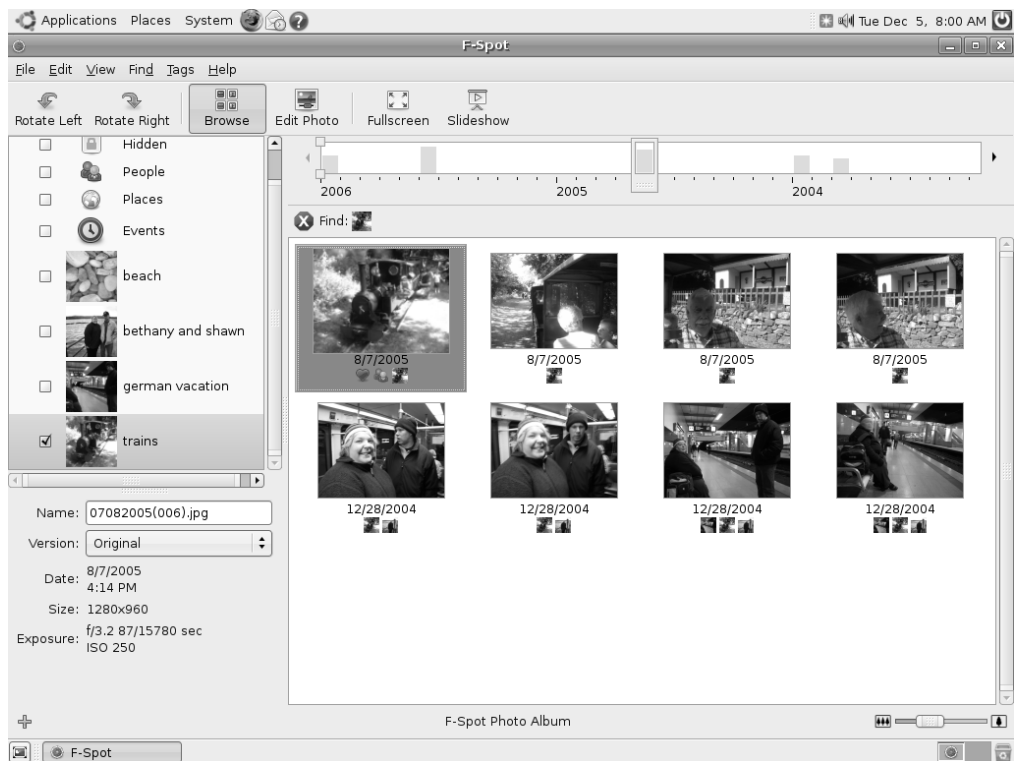 Applications Places System ? Tue Dec 5, 8:00 AM
F-Spot
File Edit View Find Tags Help
Rotate Left Rotate Right Browse Edit Photo Fullscreen Slideshow
Hidden
People
Places
Events
beach
bethany and shawn
german vacation
trains
2006 2005 2004
Find:
8/7/2005 8/7/2005 8/7/2005 8/7/2005
12/28/2004 12/28/2004 12/28/2004 12/28/2004
Name: 07082005(006).jpg
Version: Original
Date: 8/7/2005
4:14 PM
Size: 1280x960
Exposure: f/3.2 87/15780 sec
ISO 250
F-Spot Photo Album
F-Spot